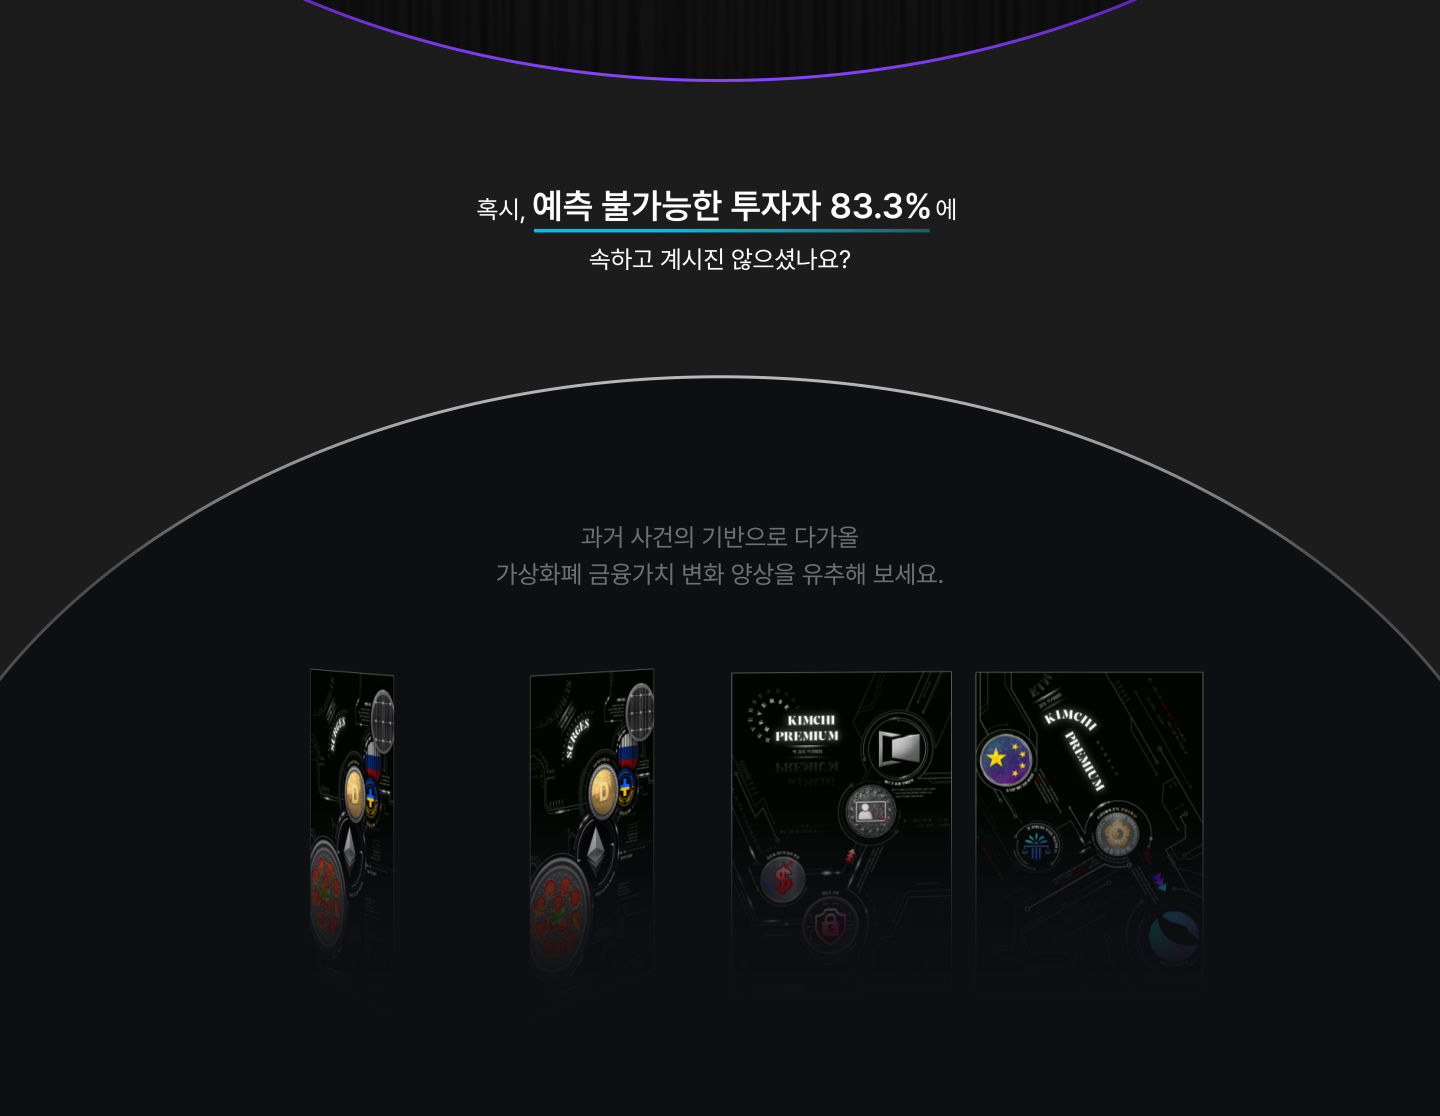 혹시, 예측 불가능한 투자자 83.3% 에
속하고 계시진 않으셨나요?
과거 사건의 기반으로 다가올
가상화폐 금융가치 변화 양상을 유추해 보세요.
SURGES
SURGES
KIMCHI
PREMIUM
KIMCHI
PREMIUM